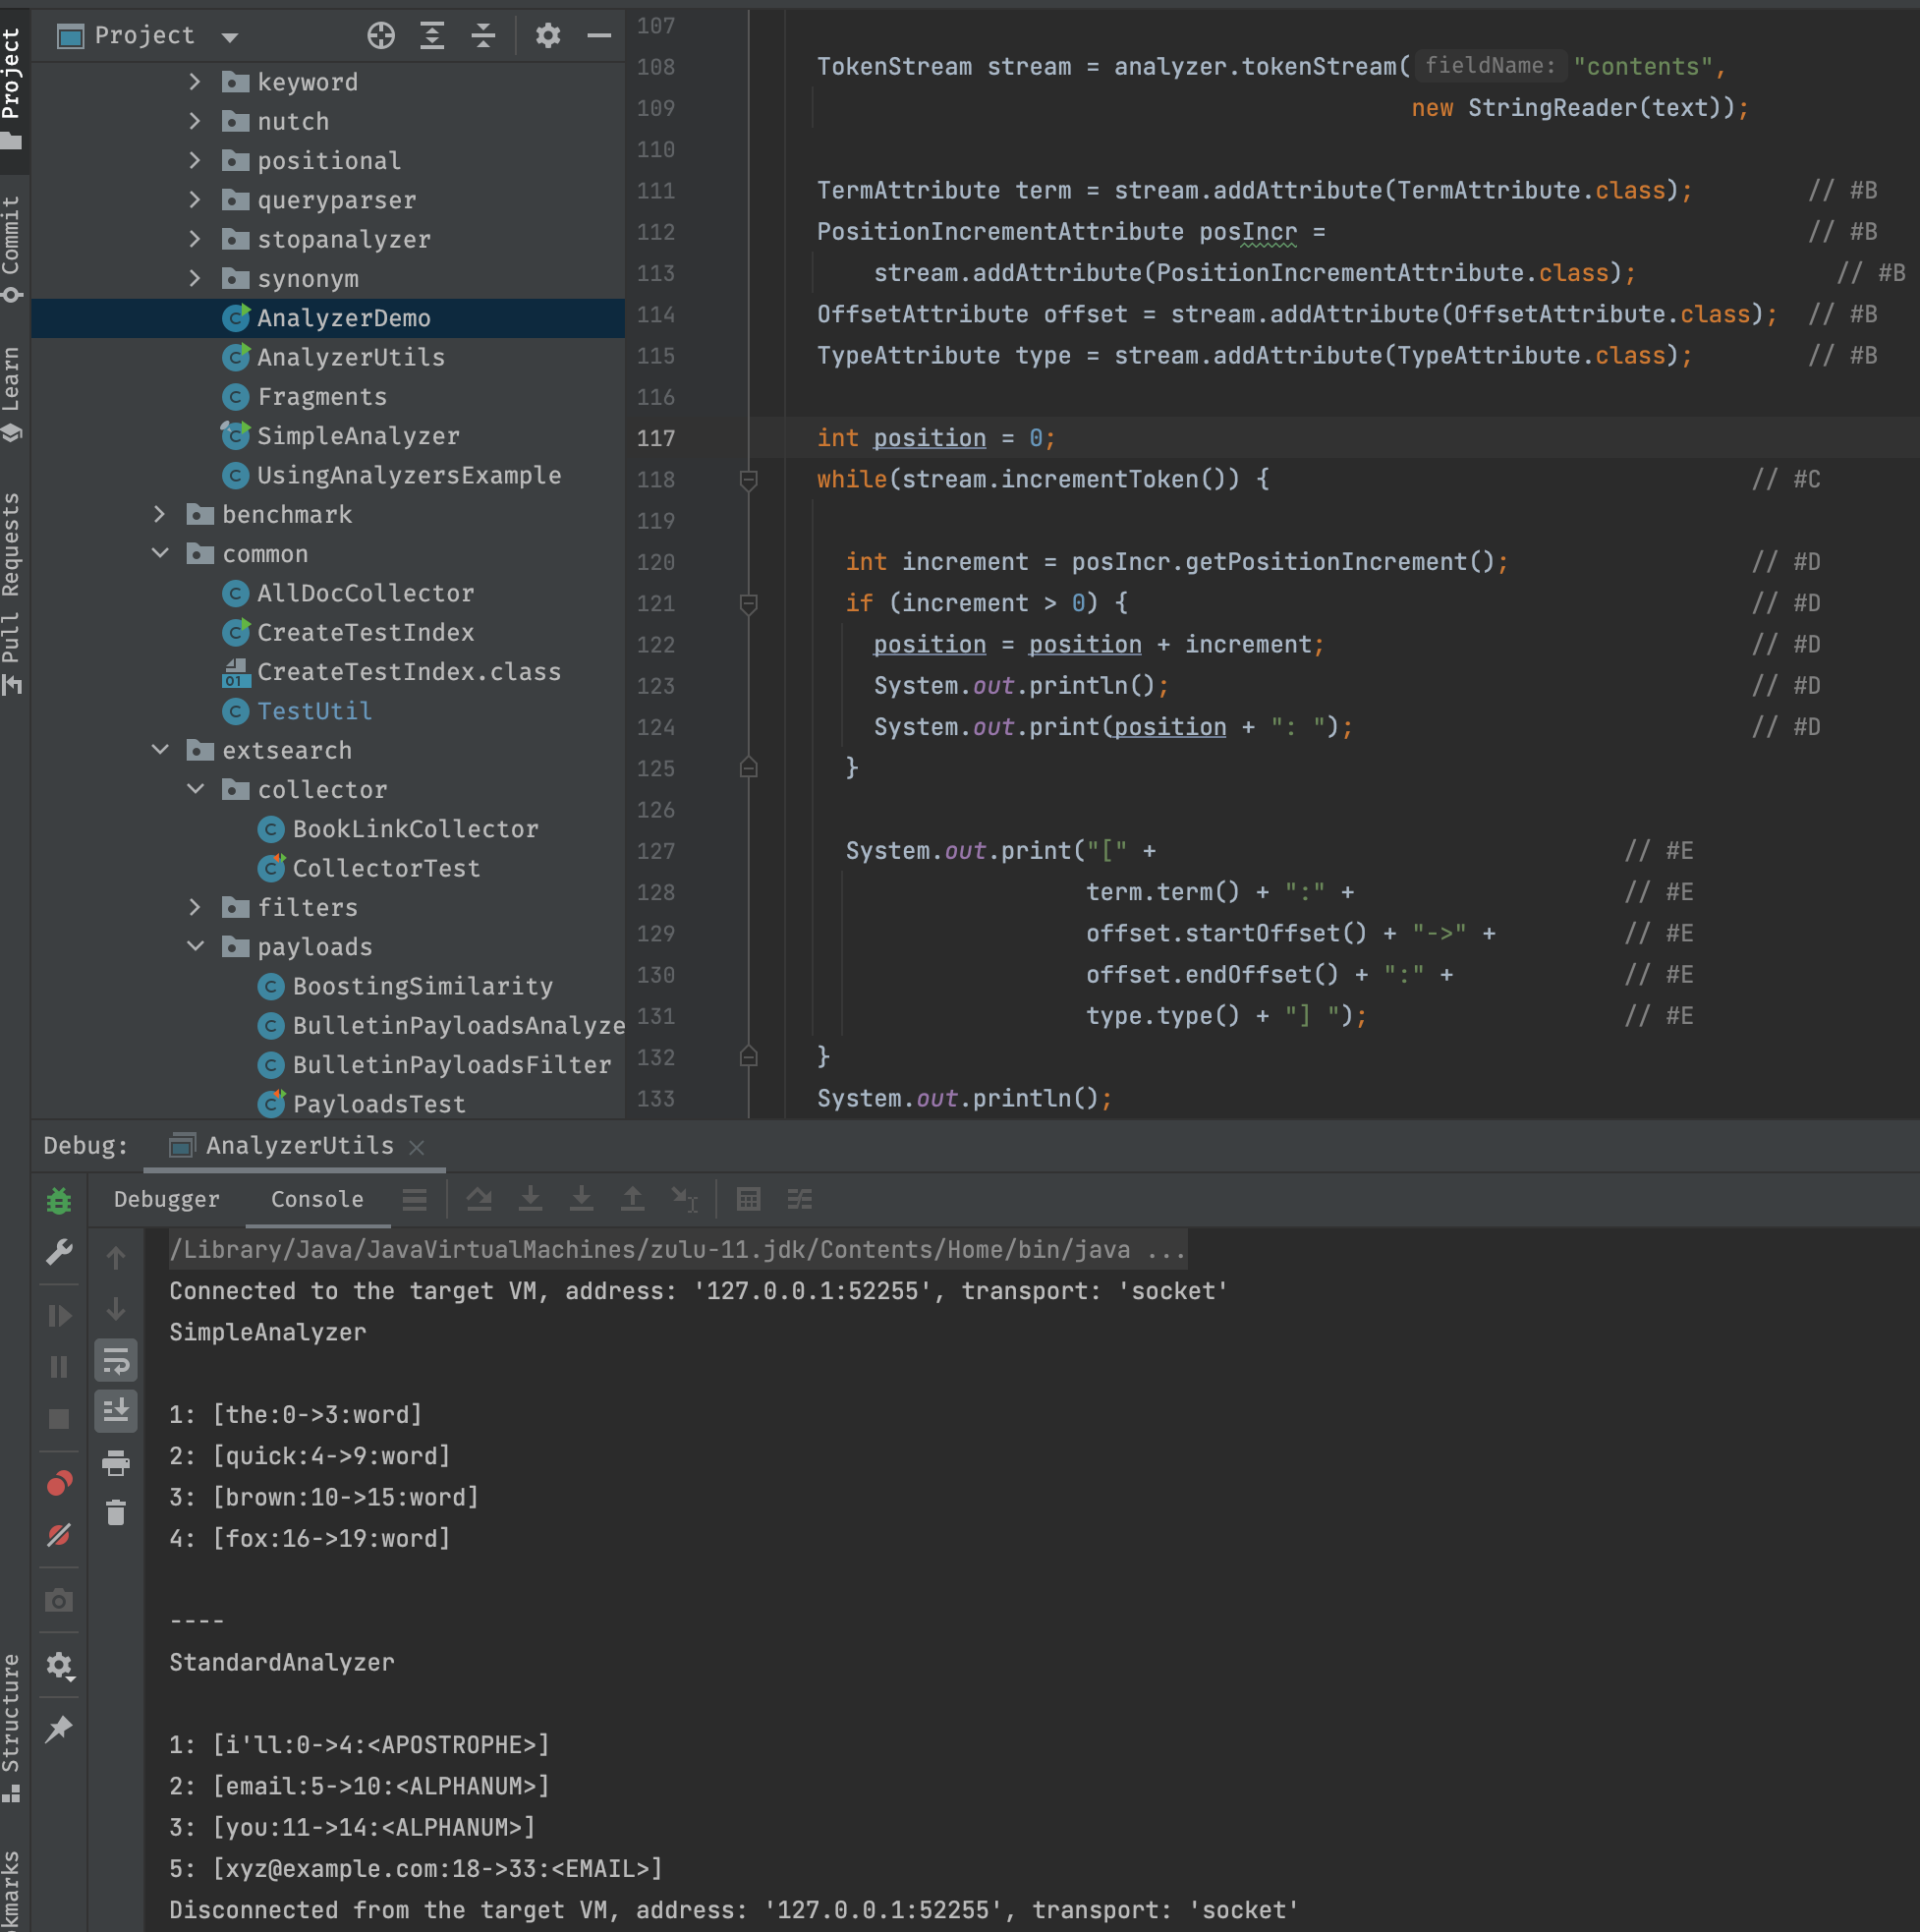 Project
Commit
Learn
Pull Requests
Structure
kmarks
Project
keyword
nutch
positional
queryparser
stopanalyzer
synonym
AnalyzerDemo
AnalyzerUtils
Fragments
SimpleAnalyzer
UsingAnalyzersExample
benchmark
common
AllDocCollector
CreateTestIndex
CreateTestIndex.class
TestUtil
extsearch
collector
BookLinkCollector
CollectorTest
filters
payloads
BoostingSimilarity
BulletinPayloadsAnalyze
BulletinPayloadsFilter
PayloadsTest
107
108 TokenStream stream = analyzer.tokenStream( fieldName: "contents",
109 new StringReader(text));
110
111 TermAttribute term = stream.addAttribute(TermAttribute.class); // #B
112 PositionIncrementAttribute posIncr = // #B
113 stream.addAttribute(PositionIncrementAttribute.class); // #B
114 OffsetAttribute offset = stream.addAttribute(OffsetAttribute.class); // #B
115 TypeAttribute type = stream.addAttribute(TypeAttribute.class); // #B
116
117 int position = 0;
118 while(stream.incrementToken()) { // #C
119
120 int increment = posIncr.getPositionIncrement(); // #D
121 if (increment > 0) { // #D
122 position = position + increment; // #D
123 System.out.println(); // #D
124 System.out.print(position + ": "); // #D
125 }
126
127 System.out.print("[" + // #E
128 term.term() + ":" + // #E
129 offset.startOffset() + "->" + // #E
130 offset.endOffset() + ":" + // #E
131 type.type() + "] "); // #E
132 }
133 System.out.println();
Debug: AnalyzerUtils
Debugger Console
/Library/Java/JavaVirtualMachines/zulu-11.jdk/Contents/Home/bin/java ...
Connected to the target VM, address: '127.0.0.1:52255', transport: 'socket'
SimpleAnalyzer
1: [the:0->3:word]
2: [quick:4->9:word]
3: [brown:10->15:word]
4: [fox:16->19:word]
----
StandardAnalyzer
1: [i'll:0->4:<APOSTROPHE>]
2: [email:5->10:<ALPHANUM>]
3: [you:11->14:<ALPHANUM>]
5: [xyz@example.com:18->33:<EMAIL>]
Disconnected from the target VM, address: '127.0.0.1:52255', transport: 'socket'